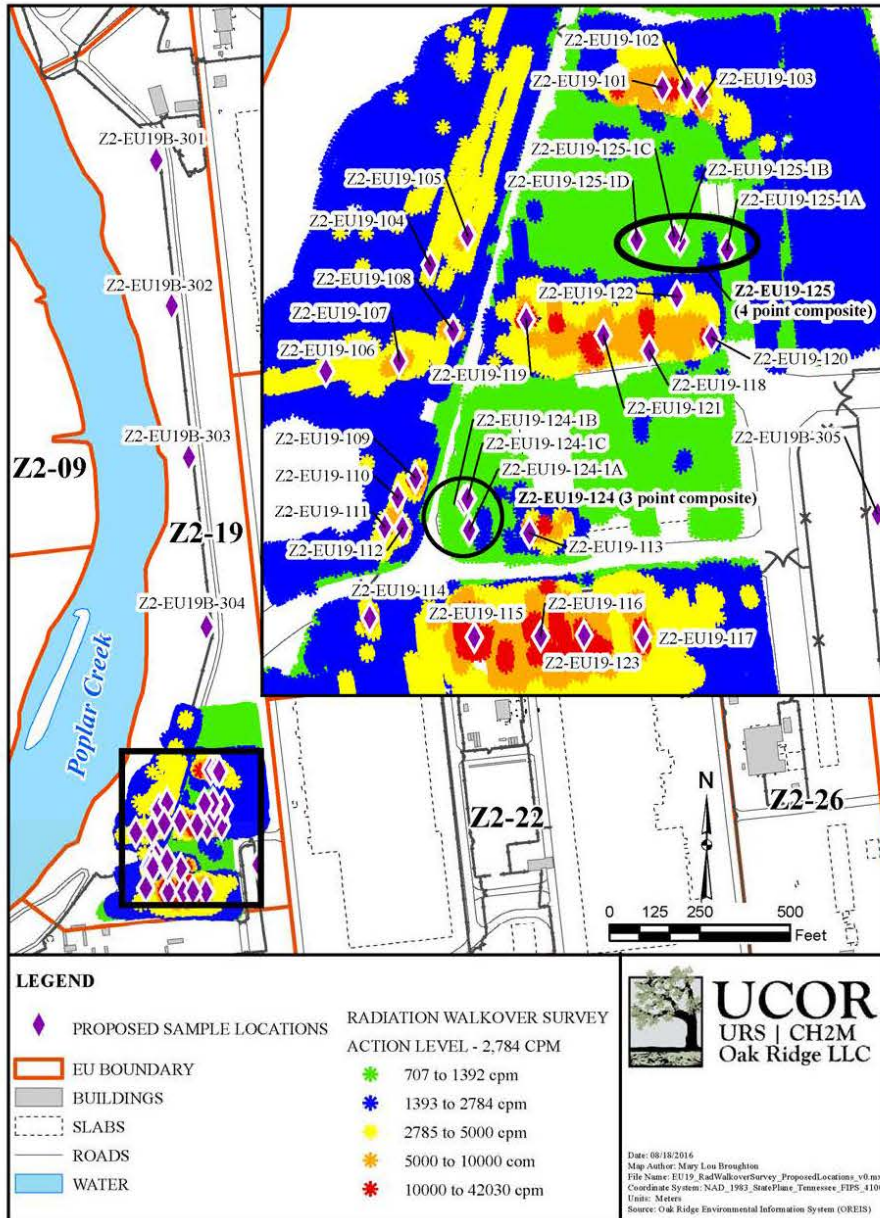 Z2-EU19B-301
Z2-EU19B-302
Z2-EU19B-303
Z2-EU19B-304
Z2-09
Z2-19
Poplar Creek
Z2-22
Z2-26
Z2-EU19-102
Z2-EU19-101
Z2-EU19-103
Z2-EU19-125-1C
Z2-EU19-125-1B
Z2-EU19-105
Z2-EU19-125-1D
Z2-EU19-125-1A
Z2-EU19-104
Z2-EU19-108
Z2-EU19-122
Z2-EU19-125
(4 point composite)
Z2-EU19-107
Z2-EU19-106
Z2-EU19-120
Z2-EU19-119
Z2-EU19-118
Z2-EU19-121
Z2-EU19-124-1B
Z2-EU19B-305
Z2-EU19-109
Z2-EU19-124-1C
Z2-EU19-110
Z2-EU19-124-1A
Z2-EU19-111
Z2-EU19-124 (3 point composite)
Z2-EU19-112
Z2-EU19-113
Z2-EU19-114
Z2-EU19-115
Z2-EU19-116
Z2-EU19-117
Z2-EU19-123
N
0 125 250 500
Feet
LEGEND
PROPOSED SAMPLE LOCATIONS
EU BOUNDARY
BUILDINGS
SLABS
ROADS
WATER
RADIATION WALKOVER SURVEY
ACTION LEVEL - 2,784 CPM
707 to 1392 cpm
1393 to 2784 cpm
2785 to 5000 cpm
5000 to 10000 com
10000 to 42030 cpm
UCOR
URS | CH2M
Oak Ridge LLC
Date: 08/18/2016
Map Author: Mary Lou Broughton
File Name: EU19_RadWalkoverSurvey_ProposedLocations_v0.mx
Coordinate System: NAD_1983_StatePlane_Tennessee_FIPS_4100
Units: Meters
Source: Oak Ridge Environmental Information System (OREIS)